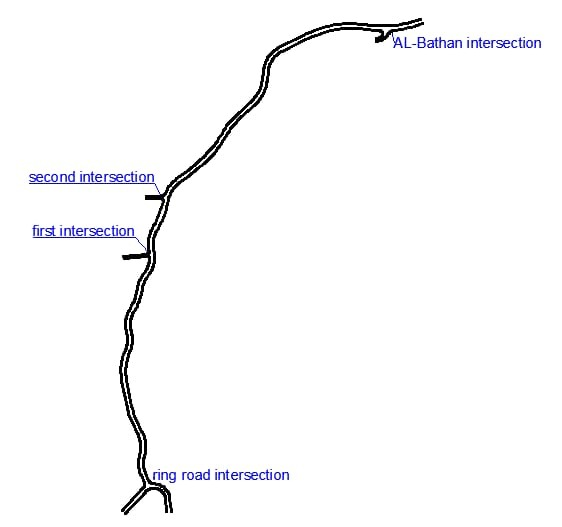 AL-Bathan intersection
second intersection
first intersection
ring road intersection